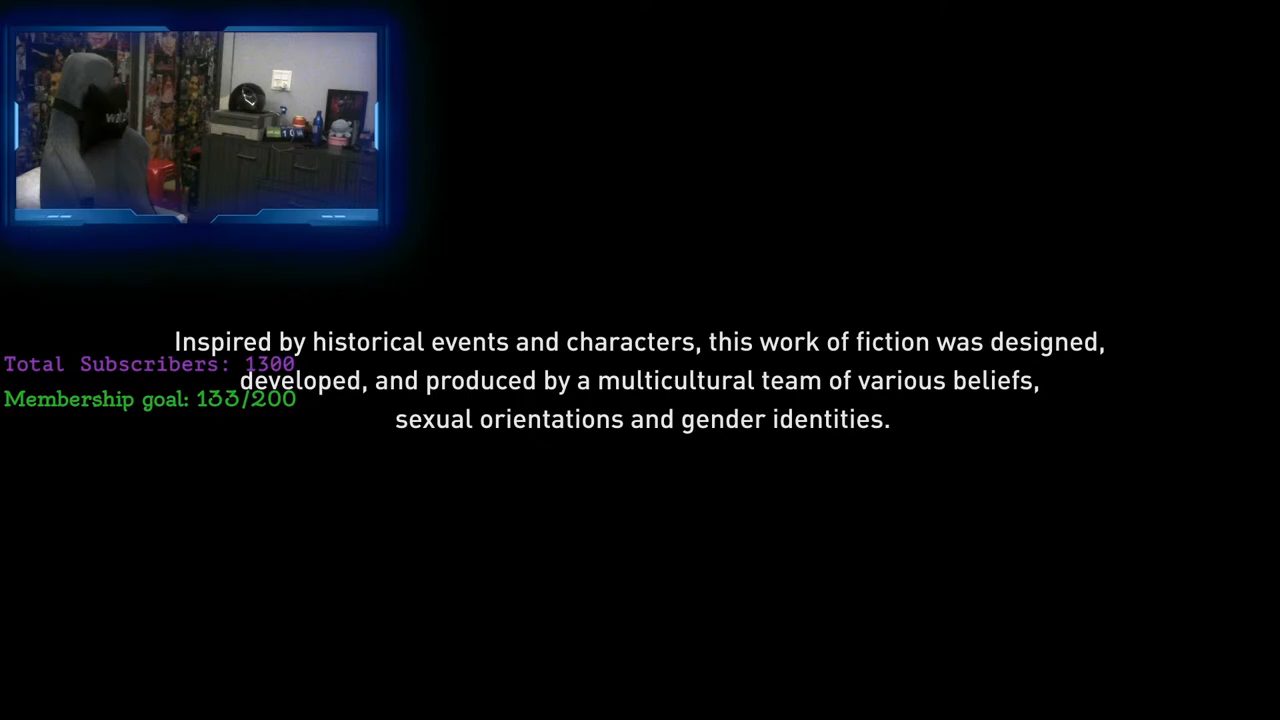 Inspired by historical events and characters, this work of fiction was designed,
Total Subscribers: 1300
developed, and produced by a multicultural team of various beliefs,
Membership goal: 133/200
sexual orientations and gender identities.